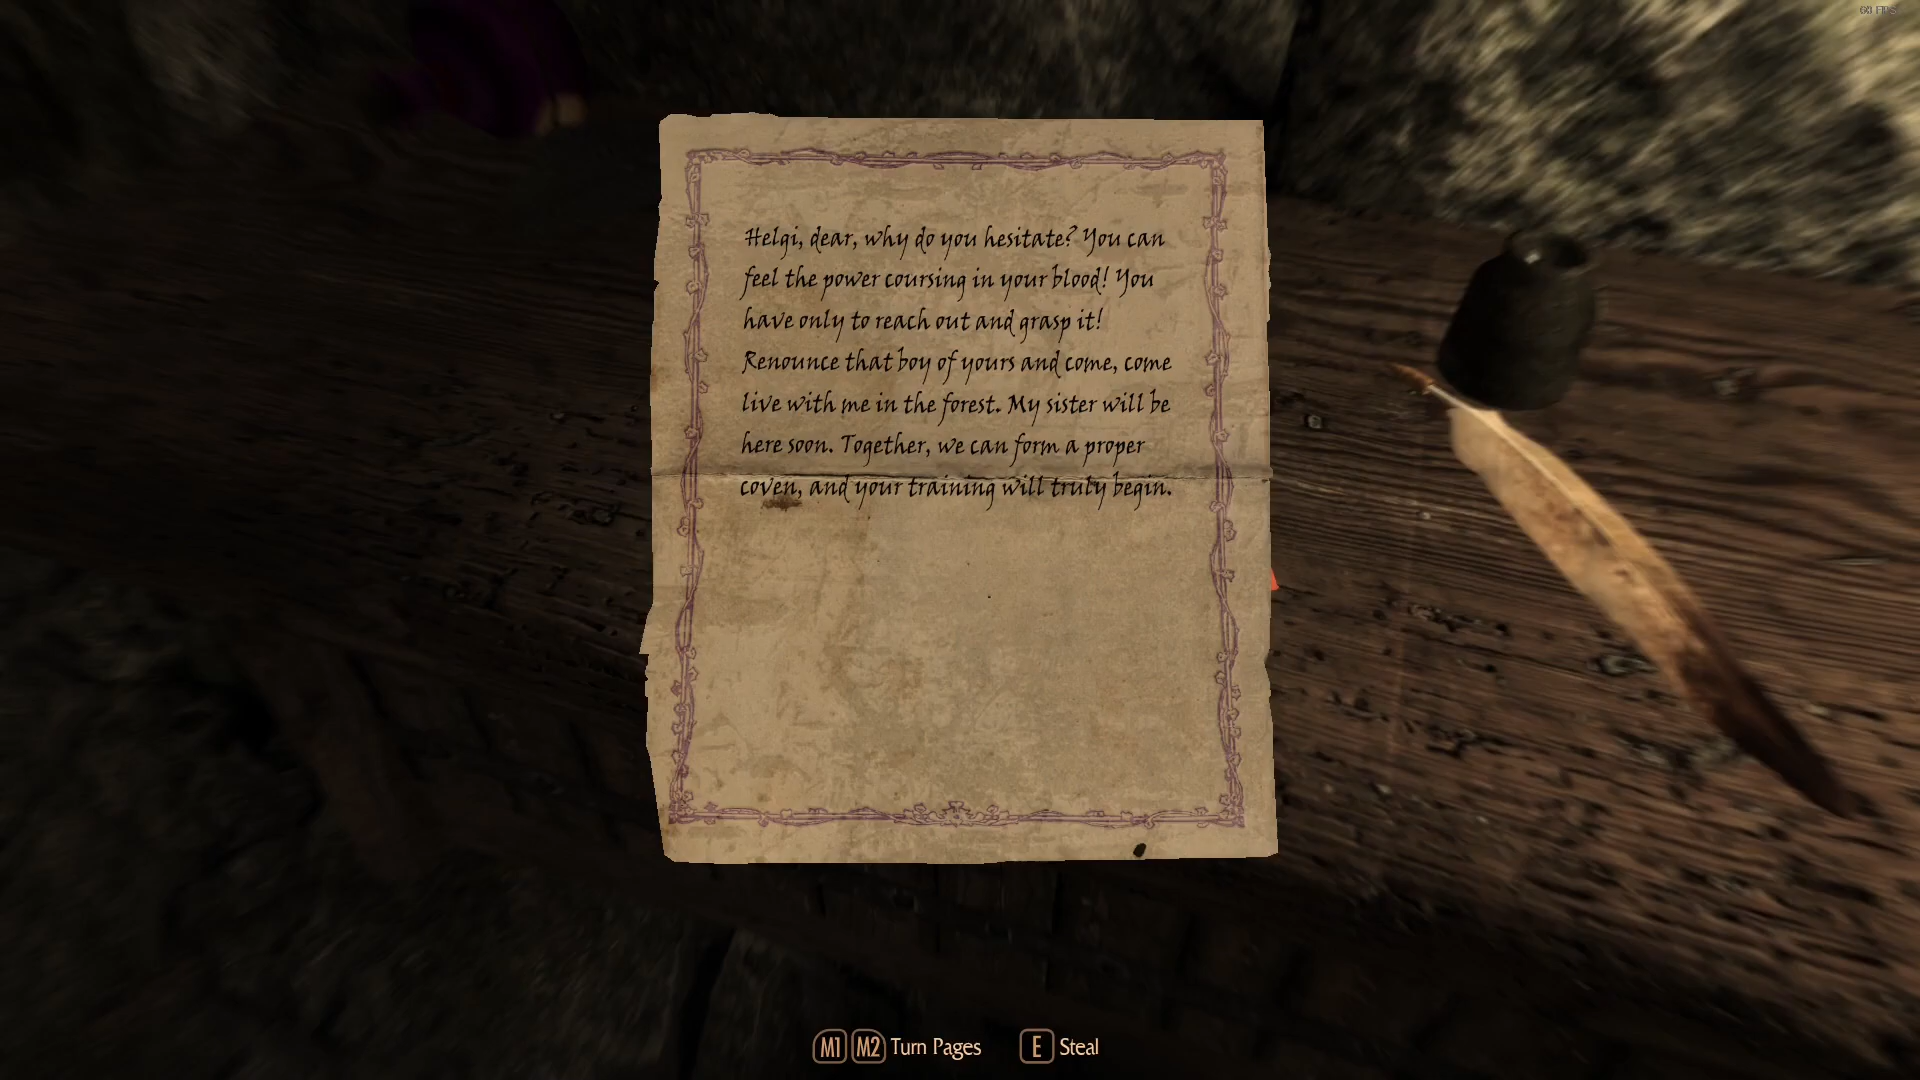 63 FPS
Helgi, dear, why do you hesitate? You can
feel the power coursing in your blood! You
have only to reach out and grasp it!
Renounce that boy of yours and come, come
live with me in the forest. My sister will be
here soon. Together, we can form a proper
coven, and your training will truly begin.
M1 M2 Turn Pages E Steal